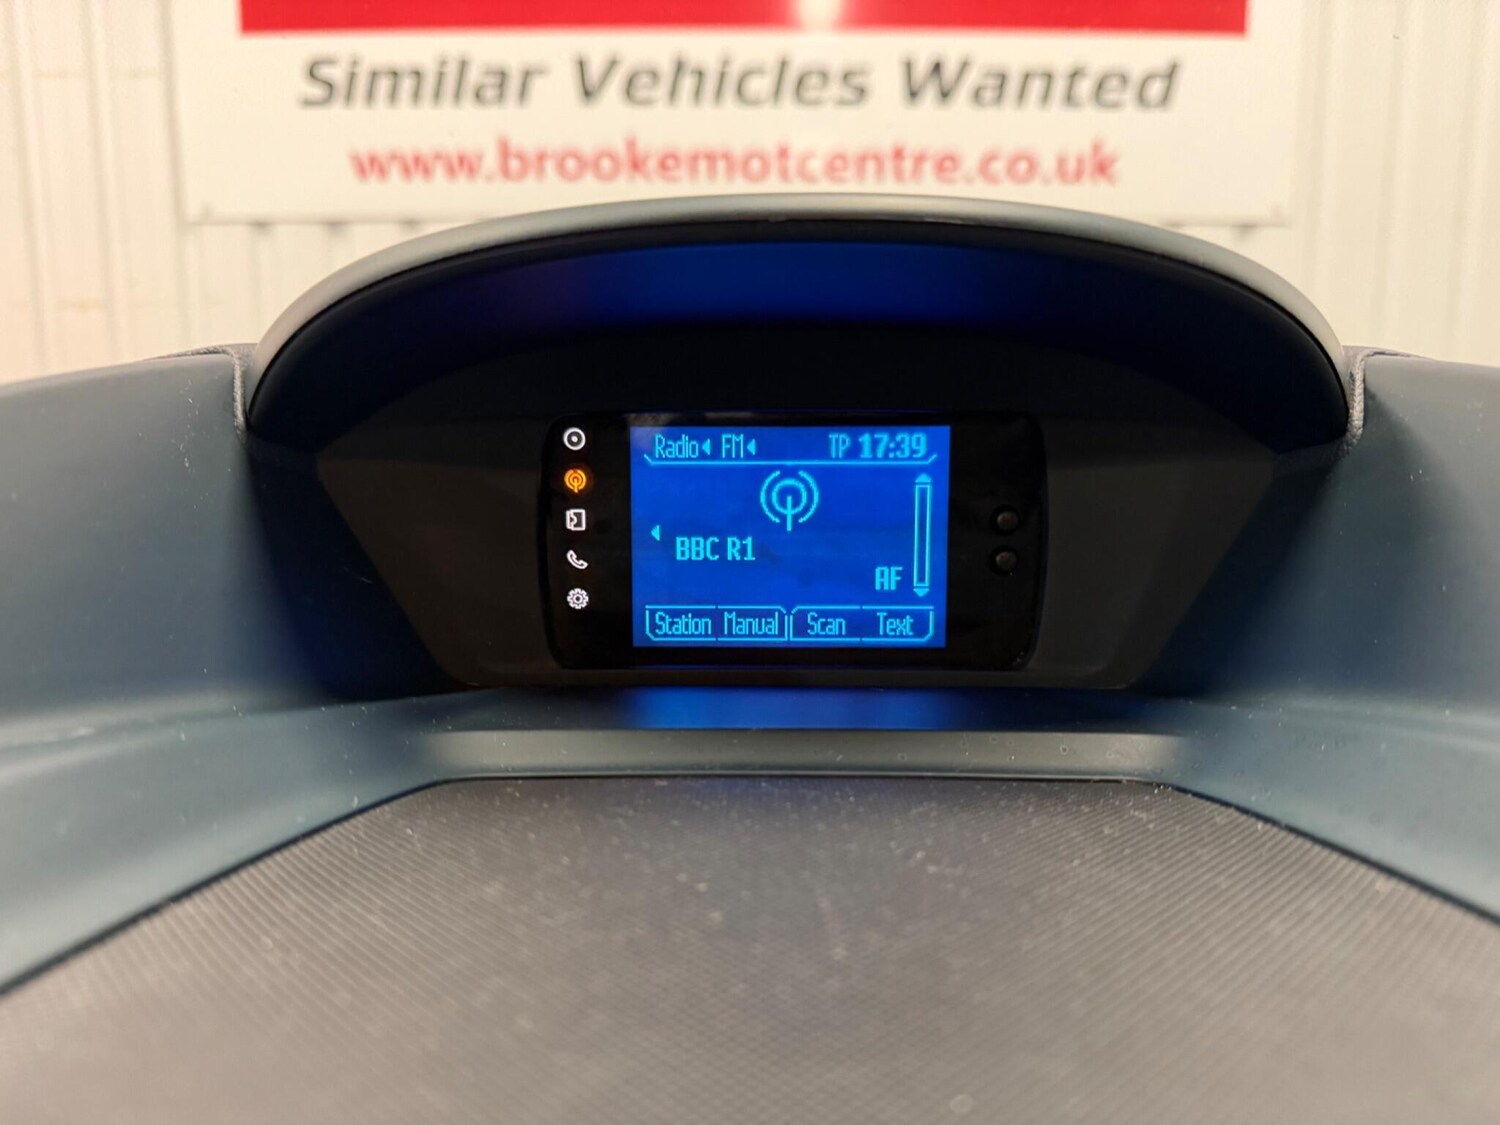 Similar Vehicles Wanted
www.brookemotcentre.co.uk
Radio FM TP 17:39
BBC R1
AF
Station Manual Scan Text